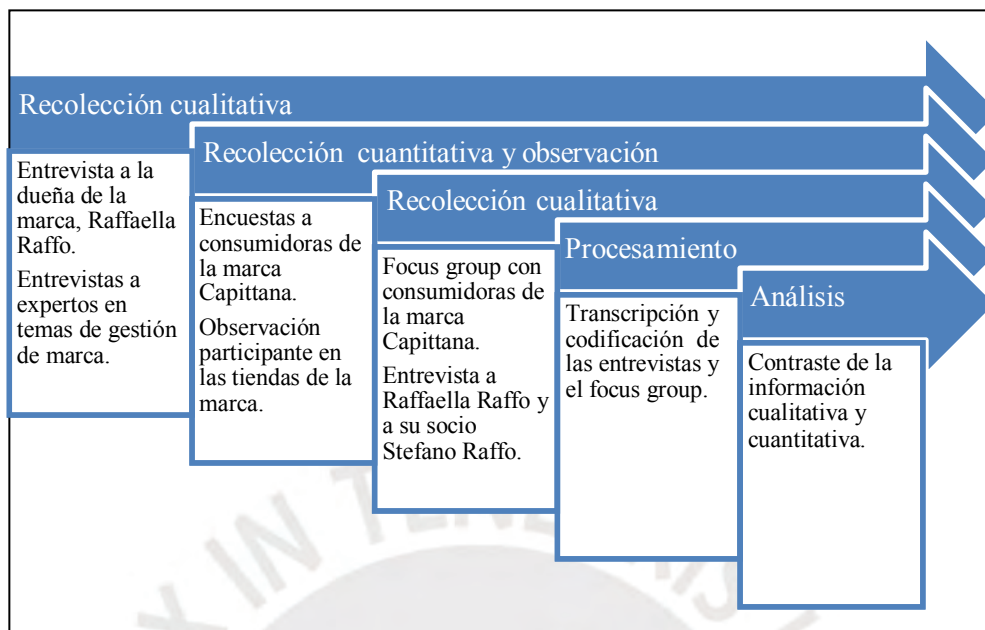 Recolección cualitativa
Entrevista a la
dueña de la
marca, Raffaella
Raffo.
Entrevistas a
expertos en
temas de gestión
de marca.
Recolección cuantitativa y observación
Encuestas a
consumidoras de
la marca
Capittana.
Observación
participante en
las tiendas de la
marca.
Recolección cualitativa
Focus group con
consumidoras de
la marca
Capittana.
Entrevista a
Raffaella Raffo y
a su socio
Stefano Raffo.
Procesamiento
Transcripción y
codificación de
las entrevistas y
el focus group.
Análisis
Contraste de la
información
cualitativa y
cuantitativa.